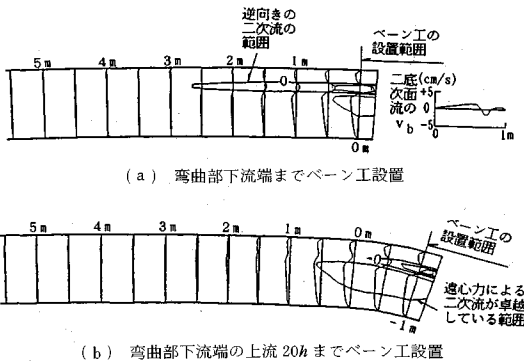 逆向きの
二次流の
範囲
ベーン工の
設置範囲
5m 4m 3m 2m 1m
0
0m
二底(cm/s)
次面 +5
流の 0
vb -5
0 1m
(a) 弯曲部下流端までベーン工設置
5m 4m 3m 2m 1m 0m
ベーン工の
設置範囲
0
遠心力による
二次流が卓越
している範囲
-1m
(b) 弯曲部下流端の上流20hまでベーン工設置